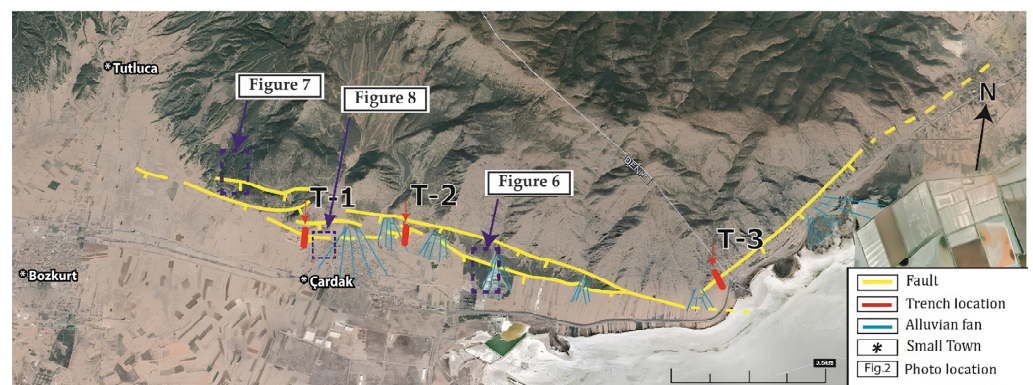 *Tutluca
Figure 7
Figure 8
N
T-1
T-2
Figure 6
T-3
*Bozkurt
*Çardak
Fault
Trench location
Alluvian fan
* Small Town
Fig.2 Photo location